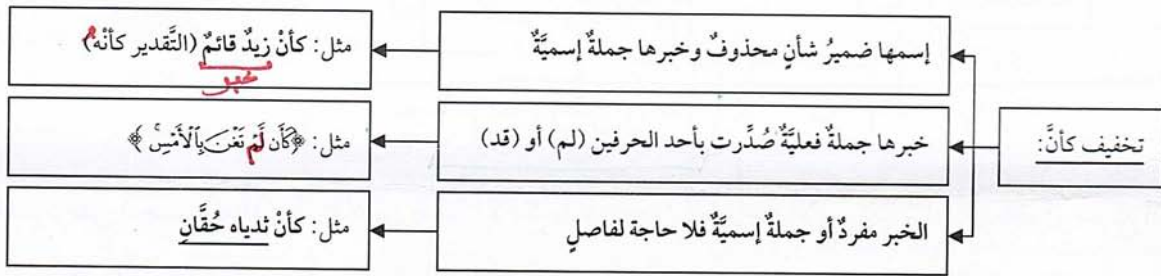 تخفيف كأنَّ:
إسمها ضميرُ شأنٍ محذوفٌ وخبرها جملةٌ إسميَّةٌ
مثل: كأنْ زيدٌ قائمٌ (التَّقدير كأنهُ)
خبر
خبرها جملةٌ فعليَّةٌ صُدِّرت بأحد الحرفين (لم) أو (قد)
مثل: ﴿كَأَن لَّمْ تَغْنَ بِٱلْأَمْسِ ۚ﴾
الخبر مفردٌ أو جملةٌ إسميَّةٌ فلا حاجة لفاصلٍ
مثل: كأنْ ثدياه حُقَّانِ